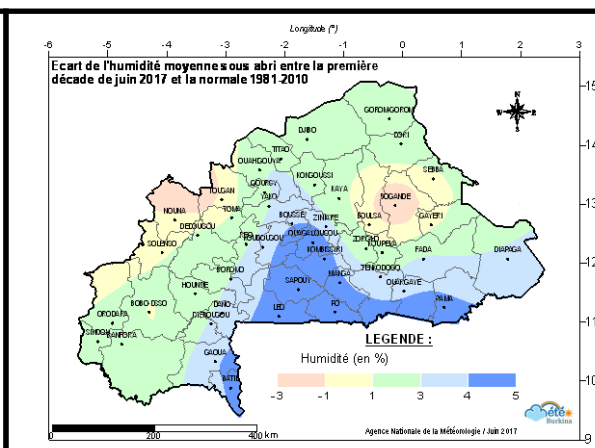 Longitude (°)
-6 -5 -4 -3 -2 -1 0 1 2 3
Ecart de l'humidité moyenne sous abri entre la première
décade de juin 2017 et la normale 1981-2010
15
GOROMGOROM
N
W E
S
DJIBO
DORI
14
TITAO
OUAHIGOUYA
SEBBA
KONGOUSSI
TOUGAN
GOURCY
KAYA
BOGANDE
13
NOUNA
YAKO
TOMA
BOUSSE
ZINIARE
BOULSA
GAYERI
DEDOUGOU
OUAGADOUGOU
ZORGHO
SOLENZO
KOUDOUGOU
KOMBISSIRI
KOUPELA
FADA
DIAPAGA
TENKODOGO
12
BOROMO
MANGA
OUARGAYE
HOUNDE
SAPOUY
BOBO-DSSO
DANO
PO
PAMA
ORODARA
DIEBOUGOU
LEO
11
SINDOU
BANFORA
LEGENDE :
GAOUA
Humidité (en %)
BATIE
10
-3 -1 1 3 4 5
météo
Burkina
0 200 400 km
Agence Nationale de la Météorologie / Juin 2017
9